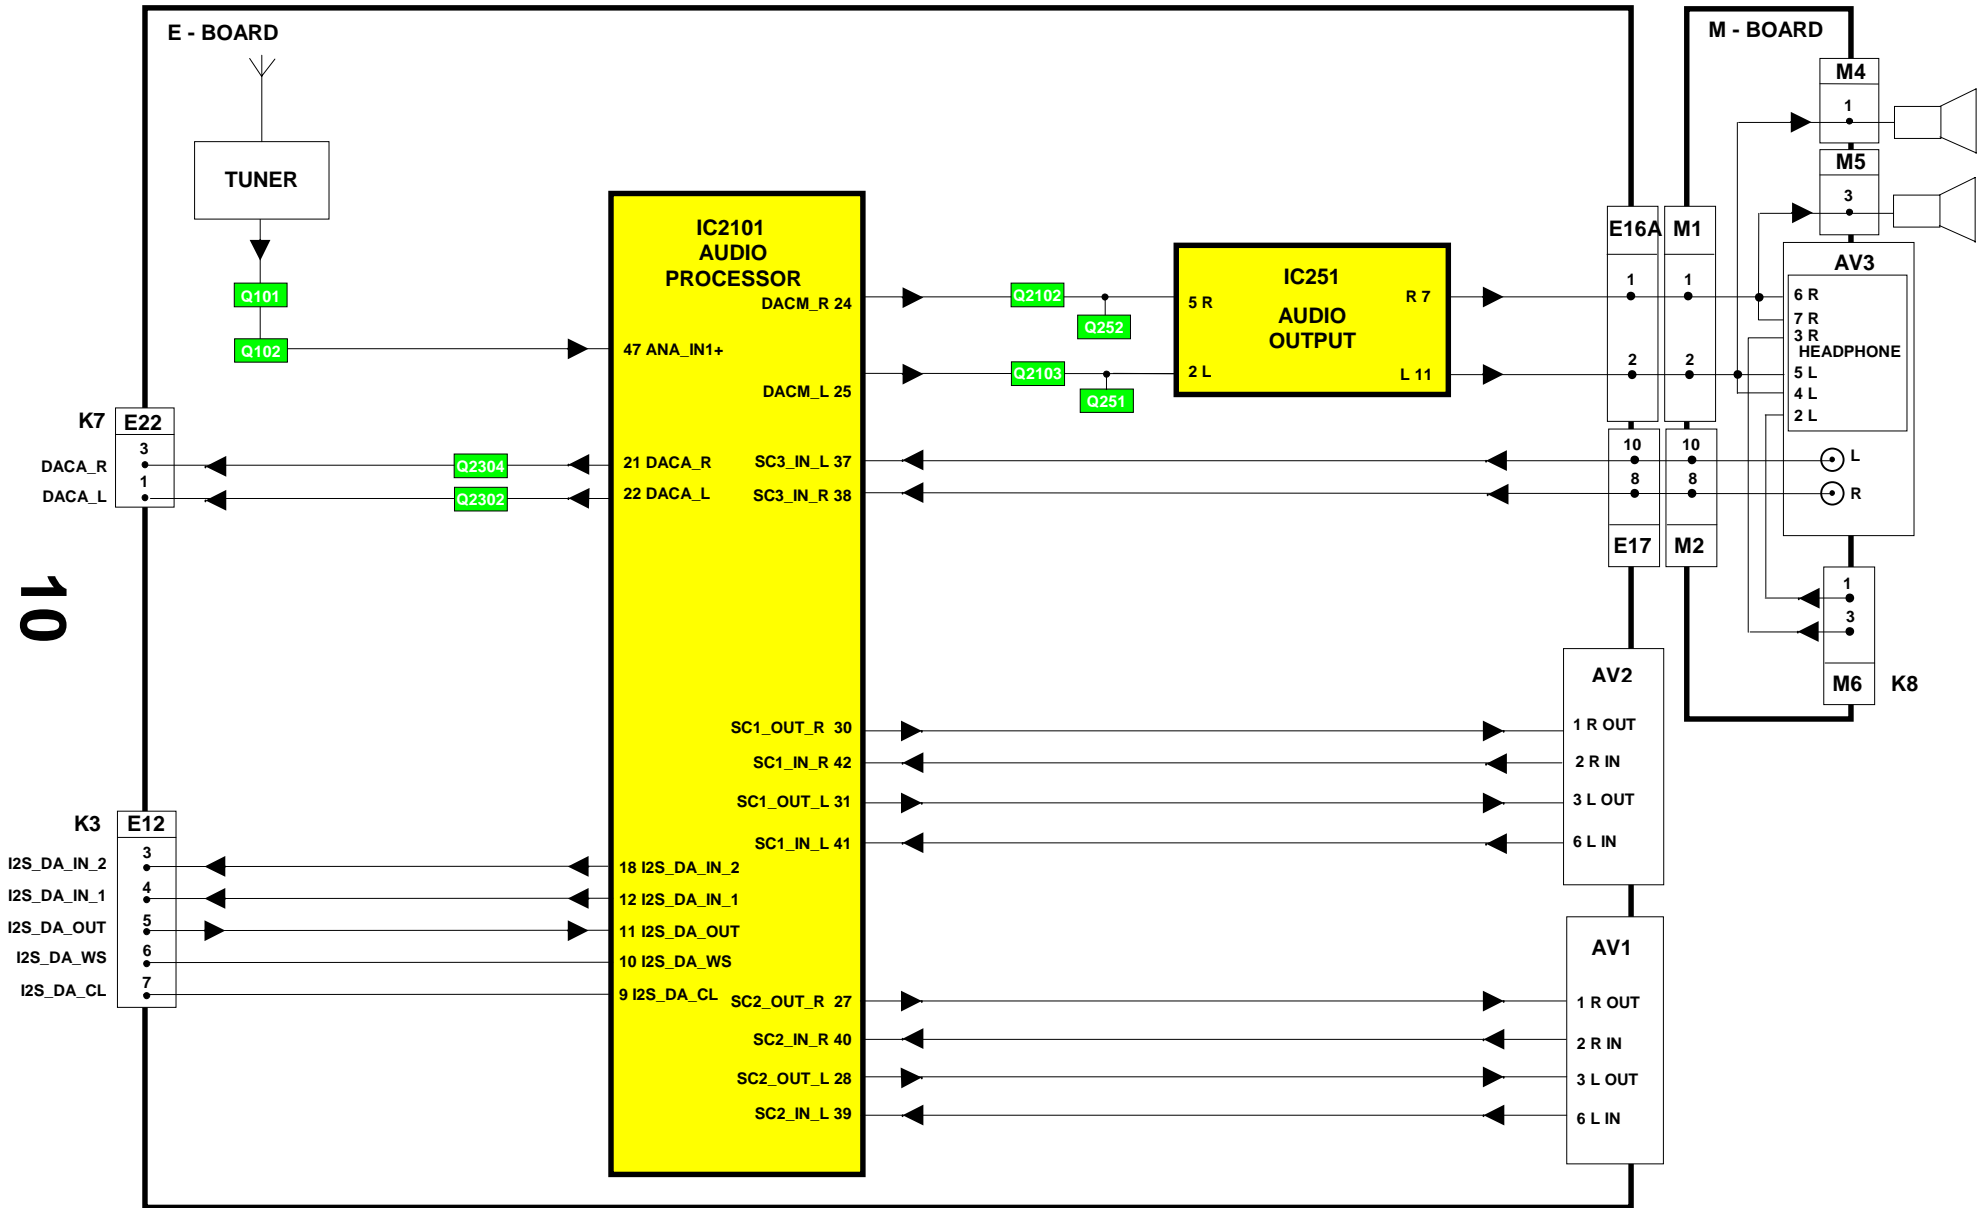 E - BOARD
M - BOARD
M4
1
M5
3
TUNER
Q101
Q102
IC2101
AUDIO
PROCESSOR
DACM_R 24
47 ANA_IN1+
DACM_L 25
21 DACA_R
22 DACA_L
SC3_IN_L 37
SC3_IN_R 38
Q2102
Q252
Q2103
Q251
IC251
AUDIO
OUTPUT
5 R
R 7
2 L
L 11
E16A
M1
1
1
2
2
10
10
8
8
E17
M2
AV3
6 R
7 R
3 R
HEADPHONE
5 L
4 L
2 L
L
R
1
3
M6
K8
K7
E22
3
DACA_R
1
DACA_L
Q2304
Q2302
10
AV2
SC1_OUT_R 30
1 R OUT
SC1_IN_R 42
2 R IN
SC1_OUT_L 31
3 L OUT
SC1_IN_L 41
6 L IN
K3
E12
I2S_DA_IN_2
3
18 I2S_DA_IN_2
I2S_DA_IN_1
4
12 I2S_DA_IN_1
I2S_DA_OUT
5
11 I2S_DA_OUT
I2S_DA_WS
6
10 I2S_DA_WS
I2S_DA_CL
7
9 I2S_DA_CL
AV1
SC2_OUT_R 27
1 R OUT
SC2_IN_R 40
2 R IN
SC2_OUT_L 28
3 L OUT
SC2_IN_L 39
6 L IN